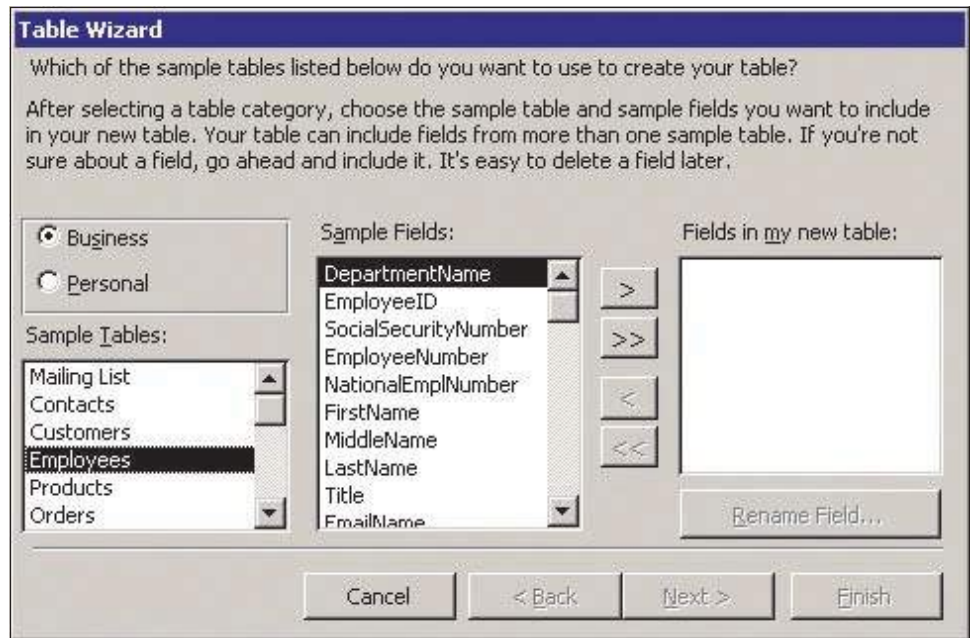 Table Wizard
Which of the sample tables listed below do you want to use to create your table?
After selecting a table category, choose the sample table and sample fields you want to include
in your new table. Your table can include fields from more than one sample table. If you're not
sure about a field, go ahead and include it. It's easy to delete a field later.
Business
Personal
Sample Tables:
Mailing List
Contacts
Customers
Employees
Products
Orders
Sample Fields:
DepartmentName
EmployeeID
SocialSecurityNumber
EmployeeNumber
NationalEmplNumber
FirstName
MiddleName
LastName
Title
EmailName
>
>>
<
<<
Fields in my new table:
Rename Field...
Cancel
< Back
Next >
Finish